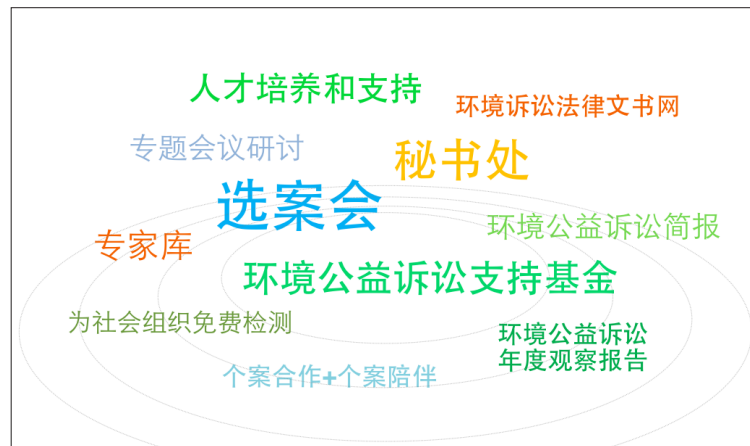 人才培养和支持
环境诉讼法律文书网
专题会议研讨
秘书处
选案会
环境公益诉讼简报
专家库
环境公益诉讼支持基金
为社会组织免费检测
环境公益诉讼
年度观察报告
个案合作+个案陪伴